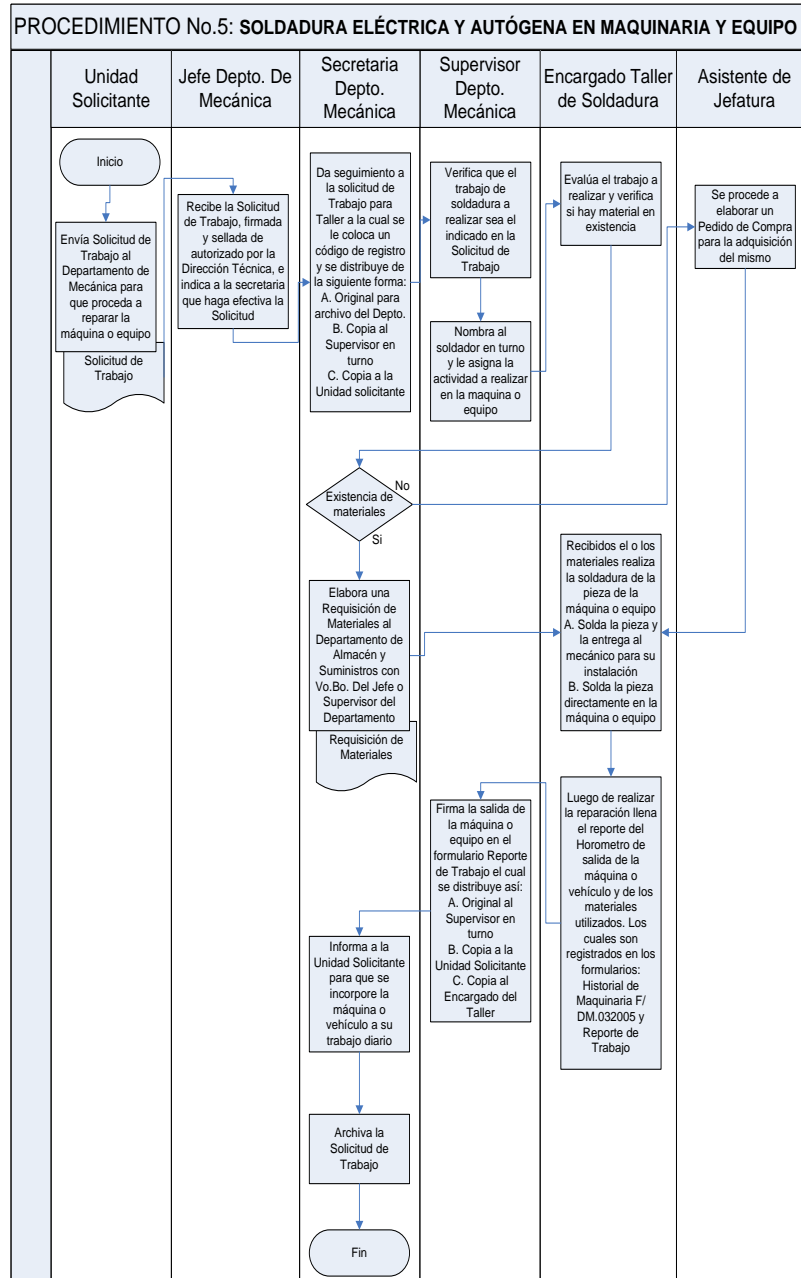 PROCEDIMIENTO No.5: SOLDADURA ELÉCTRICA Y AUTÓGENA EN MAQUINARIA Y EQUIPO
Unidad
Solicitante
Jefe Depto. De
Mecánica
Secretaria
Depto.
Mecánica
Supervisor
Depto.
Mecánica
Encargado Taller
de Soldadura
Asistente de
Jefatura
Inicio
Envía Solicitud de
Trabajo al
Departamento de
Mecánica para
que proceda a
reparar la
máquina o equipo
Solicitud de
Trabajo
Recibe la Solicitud
de Trabajo, firmada
y sellada de
autorizado por la
Dirección Técnica, e
indica a la secretaria
que haga efectiva la
Solicitud
Da seguimiento a
la solicitud de
Trabajo para
Taller a la cual se
le coloca un
código de registro
y se distribuye de
la siguiente forma:
A. Original para
archivo del Depto.
B. Copia al
Supervisor en
turno
C. Copia a la
Unidad solicitante
Verifica que el
trabajo de
soldadura a
realizar sea el
indicado en la
Solicitud de
Trabajo
Nombra al
soldador en turno
y le asigna la
actividad a realizar
en la maquina o
equipo
Evalúa el trabajo a
realizar y verifica
si hay material en
existencia
Se procede a
elaborar un
Pedido de Compra
para la adquisición
del mismo
Existencia de
materiales
No
Si
Elabora una
Requisición de
Materiales al
Departamento de
Almacén y
Suministros con
Vo.Bo. Del Jefe o
Supervisor del
Departamento
Requisición de
Materiales
Recibidos el o los
materiales realiza
la soldadura de la
pieza de la
máquina o equipo
A. Solda la pieza y
la entrega al
mecánico para su
instalación
B. Solda la pieza
directamente en la
máquina o equipo
Luego de realizar
la reparación llena
el reporte del
Horometro de
salida de la
máquina o
vehículo y de los
materiales
utilizados. Los
cuales son
registrados en los
formularios:
Historial de
Maquinaria F/
DM.032005 y
Reporte de
Trabajo
Firma la salida de
la máquina o
equipo en el
formulario Reporte
de Trabajo el cual
se distribuye así:
A. Original al
Supervisor en
turno
B. Copia a la
Unidad Solicitante
C. Copia al
Encargado del
Taller
Informa a la
Unidad Solicitante
para que se
incorpore la
máquina o
vehículo a su
trabajo diario
Archiva la
Solicitud de
Trabajo
Fin